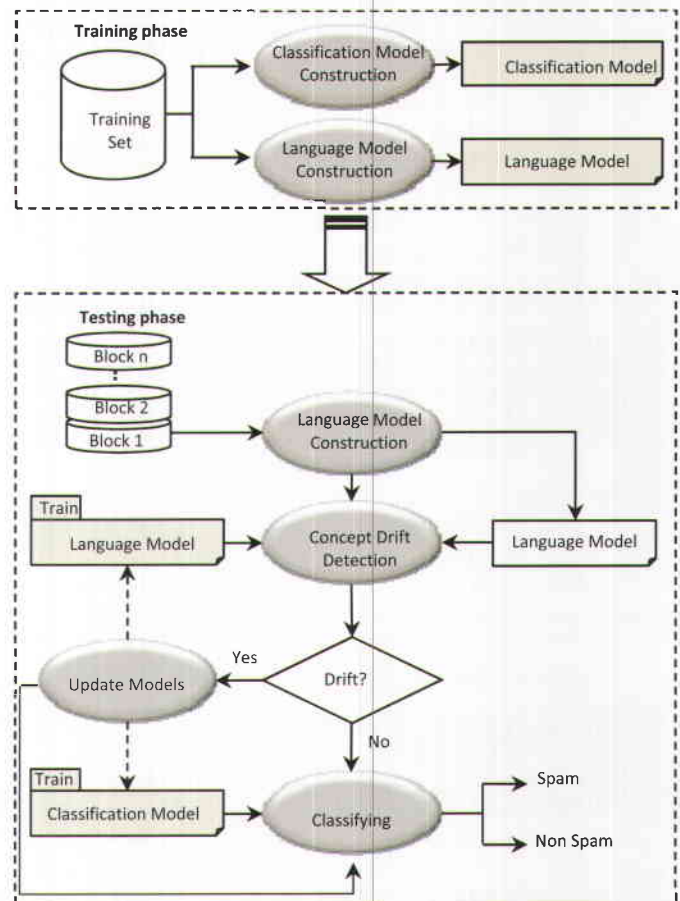 Training phase
Training
Set
Classification Model
Construction
Classification Model
Language Model
Construction
Language Model
Testing phase
Block n
Block 2
Block 1
Language Model
Construction
Train
Language Model
Concept Drift
Detection
Language Model
Yes
Update Models
Drift?
No
Train
Classification Model
Classifying
Spam
Non Spam